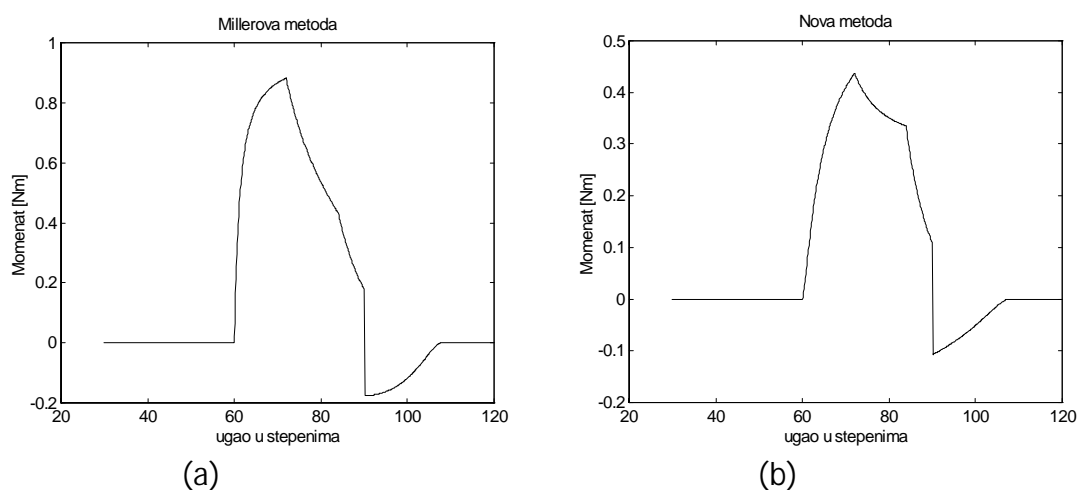 Millerova metoda
1
0.8
0.6
0.4
0.2
0
-0.2
Momenat [Nm]
20 40 60 80 100 120
ugao u stepenima
(a)
Nova metoda
0.5
0.4
0.3
0.2
0.1
0
-0.1
-0.2
Momenat [Nm]
20 40 60 80 100 120
ugao u stepenima
(b)